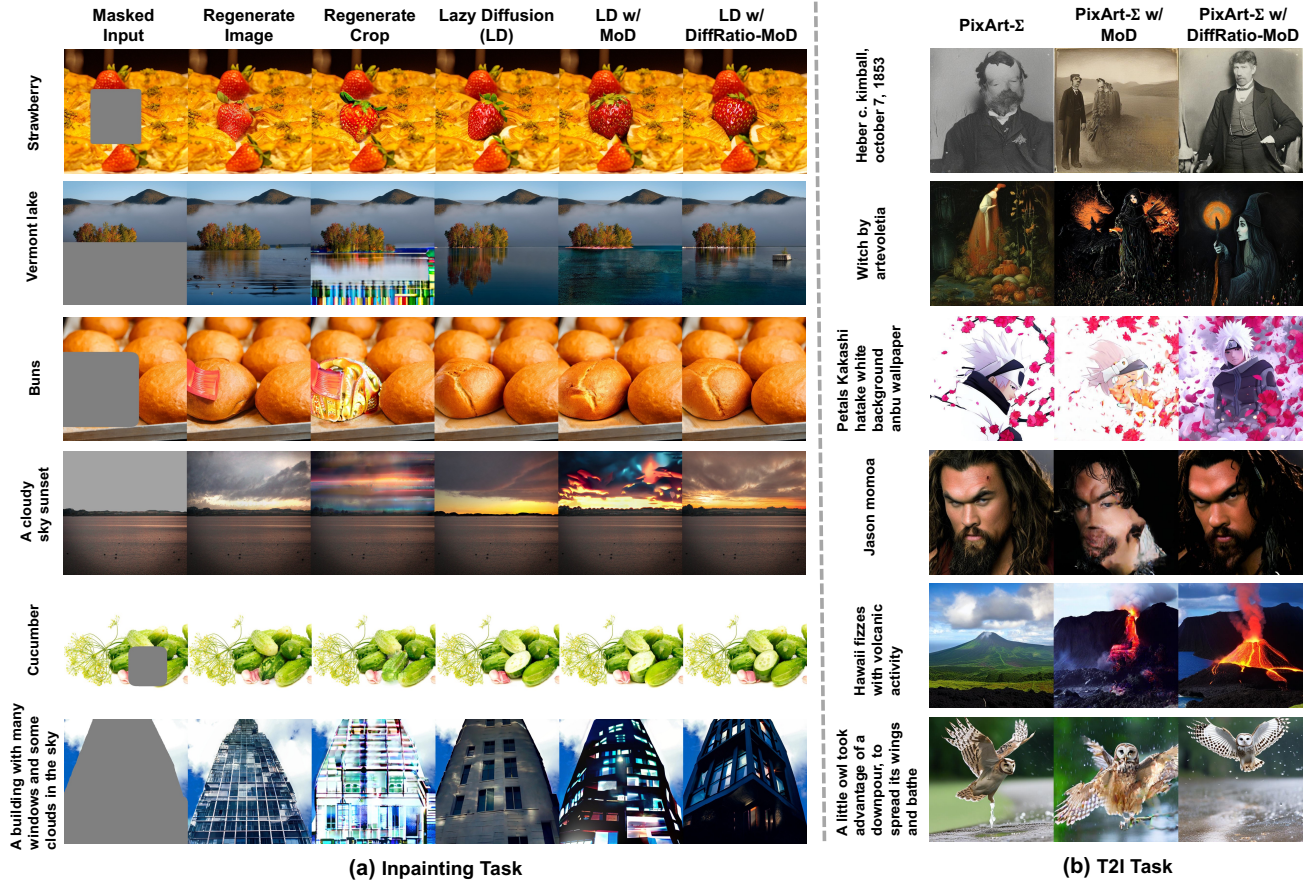 Masked
Input
Regenerate
Image
Regenerate
Crop
Lazy Diffusion
(LD)
LD w/
MoD
LD w/
DiffRatio-MoD
Strawberry
Vermont lake
Buns
A cloudy
sky sunset
Cucumber
A building with many
windows and some
clouds in the sky
(a) Inpainting Task
PixArt-Σ
PixArt-Σ w/
MoD
PixArt-Σ w/
DiffRatio-MoD
Heber c. kimball,
october 7, 1853
Witch by
artevoletia
Petals Kakashi
hatake white
background
anbu wallpaper
Jason momoa
Hawaii fizzes
with volcanic
activity
A little owl took
advantage of a
downpour, to
spread its wings
and bathe
(b) T2I Task